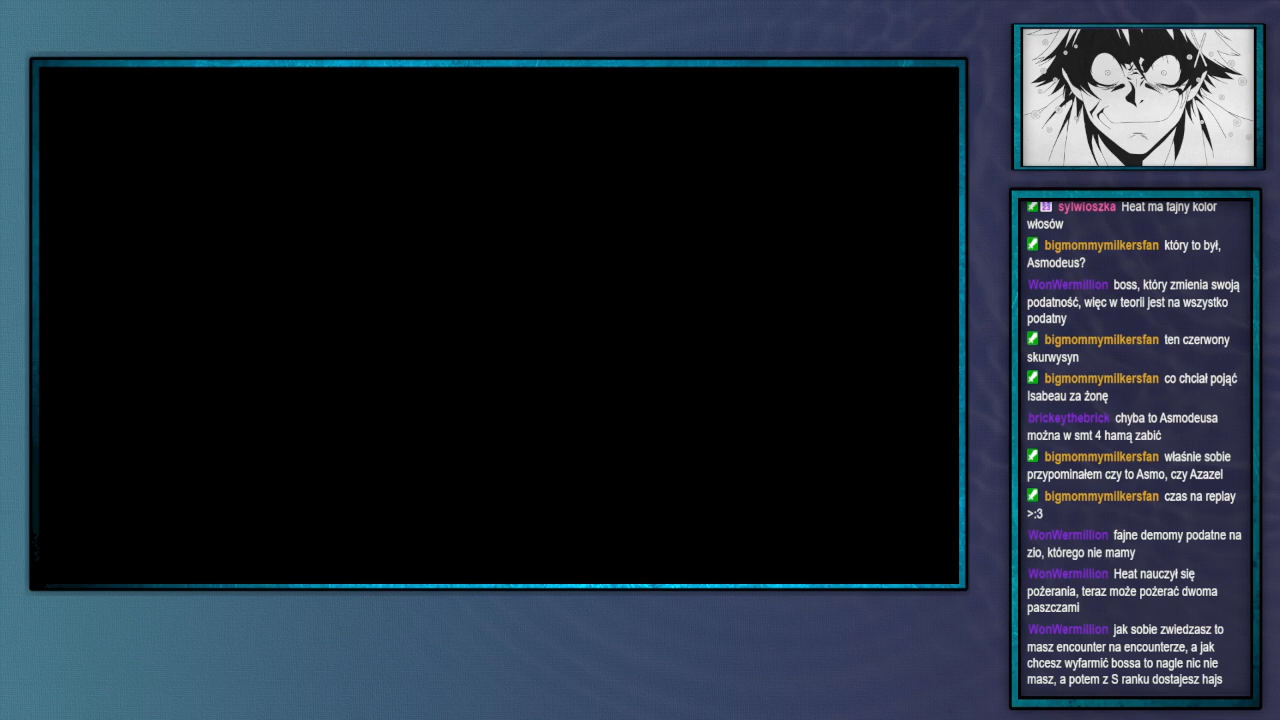 sylwioszka Heat ma fajny kolor
włosów
bigmommymilkersfan który to był,
Asmodeus?
WonWermillion boss, który zmienia swoją
podatność, więc w teorii jest na wszystko
podatny
bigmommymilkersfan ten czerwony
skurwysyn
bigmommymilkersfan co chciał pojąć
Isabeau za żonę
brickeythebrick chyba to Asmodeusa
można w smt 4 hamą zabić
bigmommymilkersfan właśnie sobie
przypominałem czy to Asmo, czy Azazel
bigmommymilkersfan czas na replay
>:3
WonWermillion fajne demomy podatne na
zło, którego nie mamy
WonWermillion Heat nauczył się
pożerania, teraz może pożerać dwoma
paszczami
WonWermillion jak sobie zwiedzasz to
masz encounter na encounterze, a jak
chcesz wyfarmić bossa to nagle nic nie
masz, a potem z S ranku dostajesz hajs